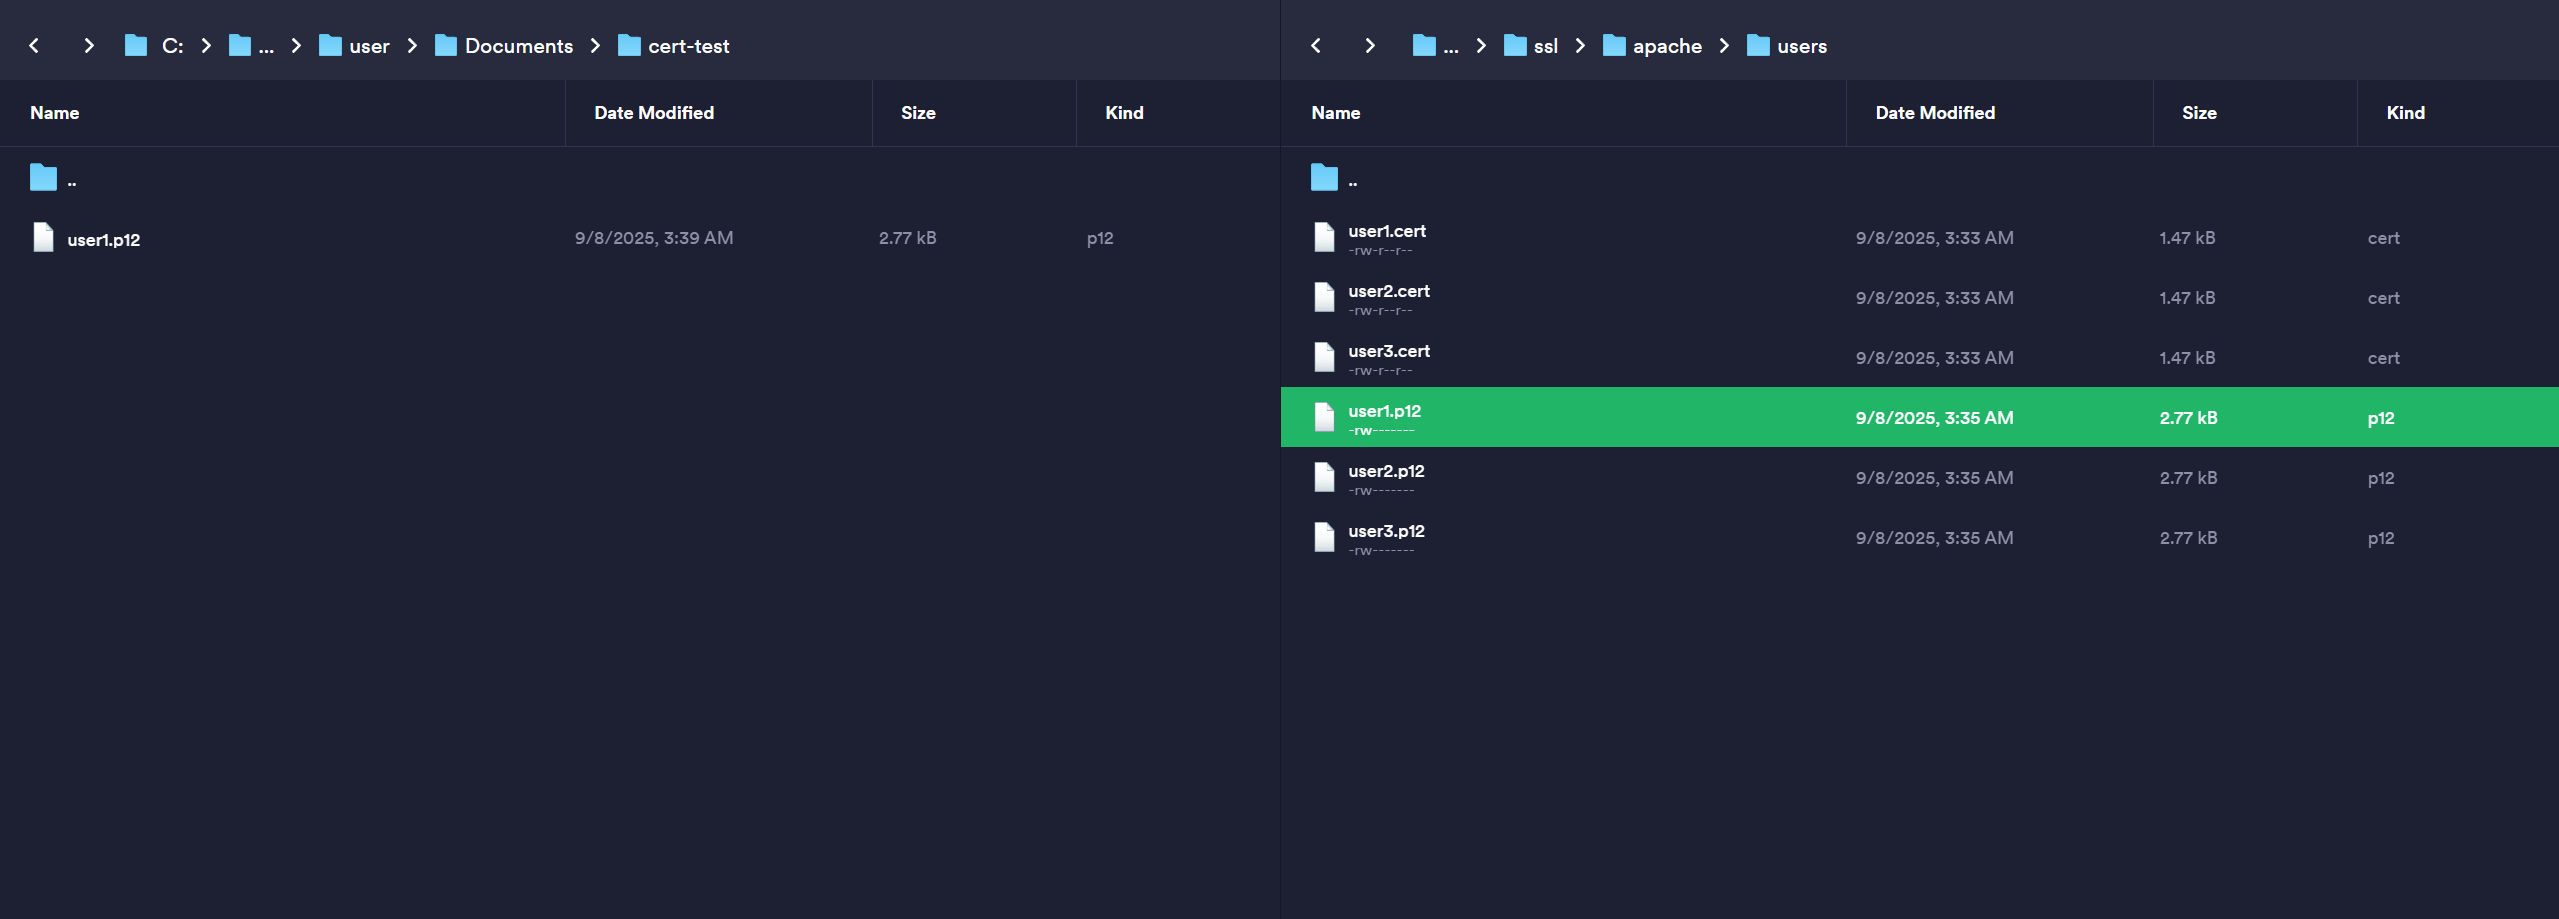 C: ... user Documents cert-test
Name Date Modified Size Kind
..
user1.p12 9/8/2025, 3:39 AM 2.77 kB p12
... ssl apache users
Name Date Modified Size Kind
..
user1.cert 9/8/2025, 3:33 AM 1.47 kB cert
-rw-r--r--
user2.cert 9/8/2025, 3:33 AM 1.47 kB cert
-rw-r--r--
user3.cert 9/8/2025, 3:33 AM 1.47 kB cert
-rw-r--r--
user1.p12 9/8/2025, 3:35 AM 2.77 kB p12
-rw-------
user2.p12 9/8/2025, 3:35 AM 2.77 kB p12
-rw-------
user3.p12 9/8/2025, 3:35 AM 2.77 kB p12
-rw-------